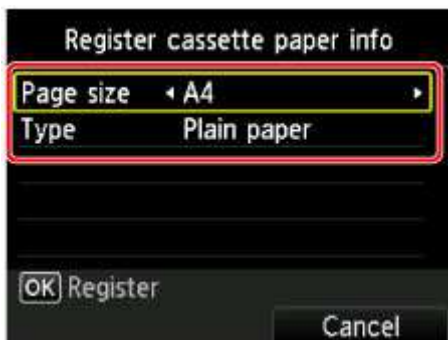 Register cassette paper info
Page size A4
Type Plain paper
OK Register
Cancel